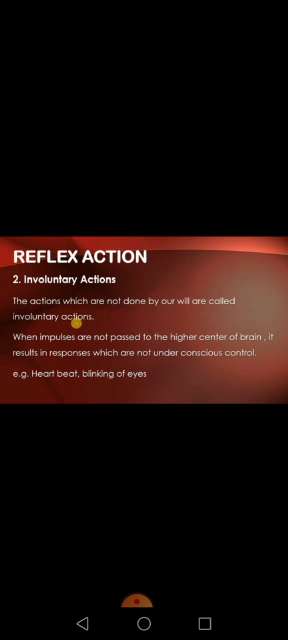 REFLEX ACTION
2. Involuntary Actions
The actions which are not done by our will are called
involuntary actions.
When impulses are not passed to the higher center of brain , it
results in responses which are not under conscious control.
e.g. Heart beat, blinking of eyes